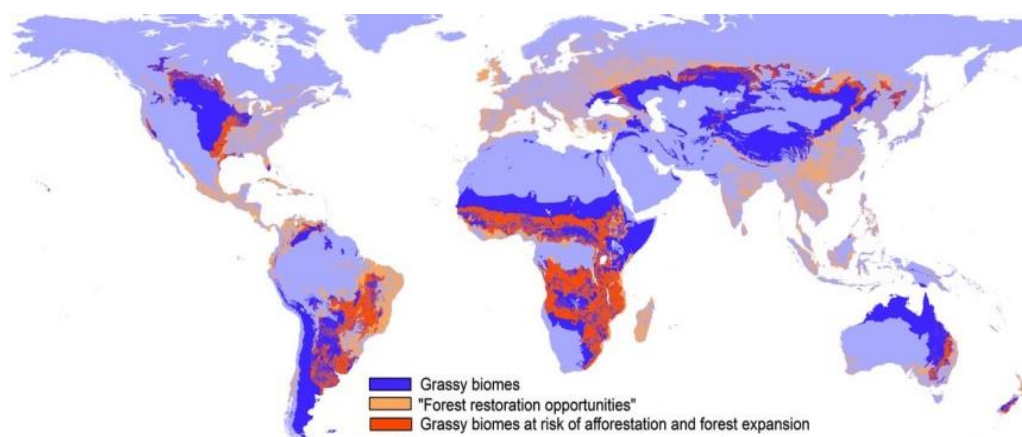 Grassy biomes
"Forest restoration opportunities"
Grassy biomes at risk of afforestation and forest expansion